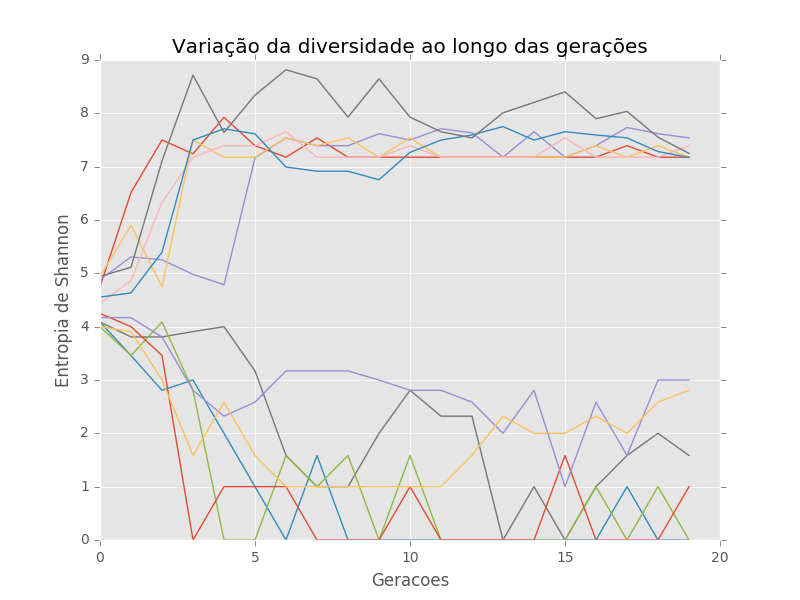 Variação da diversidade ao longo das gerações
9
8
7
6
5
4
3
2
1
0
Entropia de Shannon
0 5 10 15 20
Geracoes